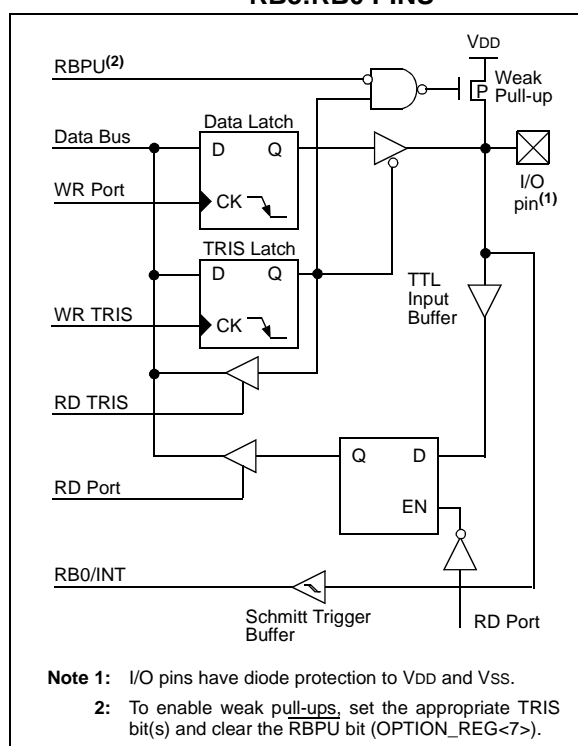 RB3:RB0 PINS
VDD
RBPU(2)
Weak
Pull-up
P
Data Latch
Data Bus
D Q
I/O
pin(1)
WR Port
CK
TRIS Latch
D Q
TTL
Input
Buffer
WR TRIS
CK
RD TRIS
Q D
RD Port
EN
RB0/INT
Schmitt Trigger
Buffer
RD Port
Note 1: I/O pins have diode protection to VDD and VSS.
2: To enable weak pull-ups, set the appropriate TRIS
bit(s) and clear the RBPU bit (OPTION_REG<7>).